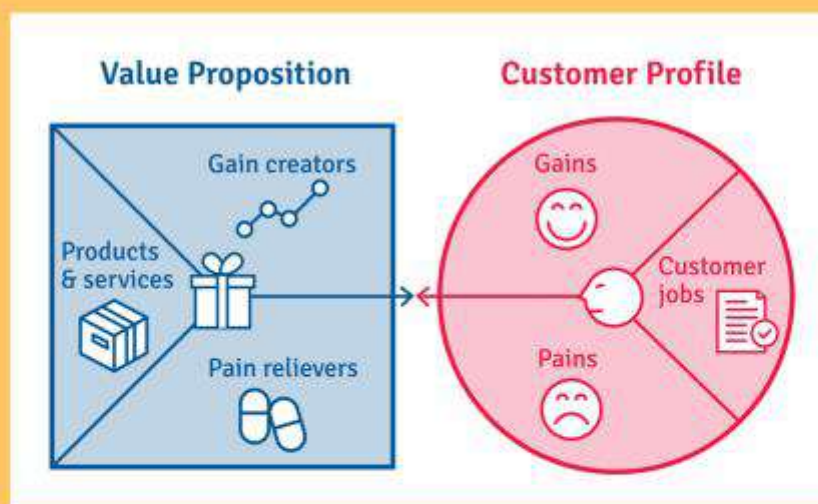 Value Proposition
Customer Profile
Gain creators
Products
& services
Pain relievers
Gains
Customer
jobs
Pains